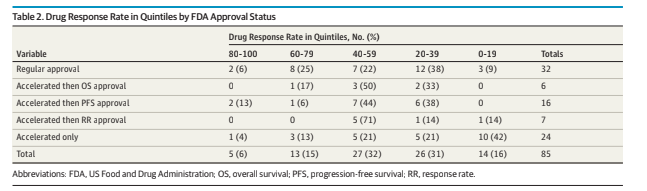 Table 2. Drug Response Rate in Quintiles by FDA Approval Status
Drug Response Rate in Quintiles, No. (%)
Variable 80-100 60-79 40-59 20-39 0-19 Totals
Regular approval 2 (6) 8 (25) 7 (22) 12 (38) 3 (9) 32
Accelerated then OS approval 0 1 (17) 3 (50) 2 (33) 0 6
Accelerated then PFS approval 2 (13) 1 (6) 7 (44) 6 (38) 0 16
Accelerated then RR approval 0 0 5 (71) 1 (14) 1 (14) 7
Accelerated only 1 (4) 3 (13) 5 (21) 5 (21) 10 (42) 24
Total 5 (6) 13 (15) 27 (32) 26 (31) 14 (16) 85
Abbreviations: FDA, US Food and Drug Administration; OS, overall survival; PFS, progression-free survival; RR, response rate.